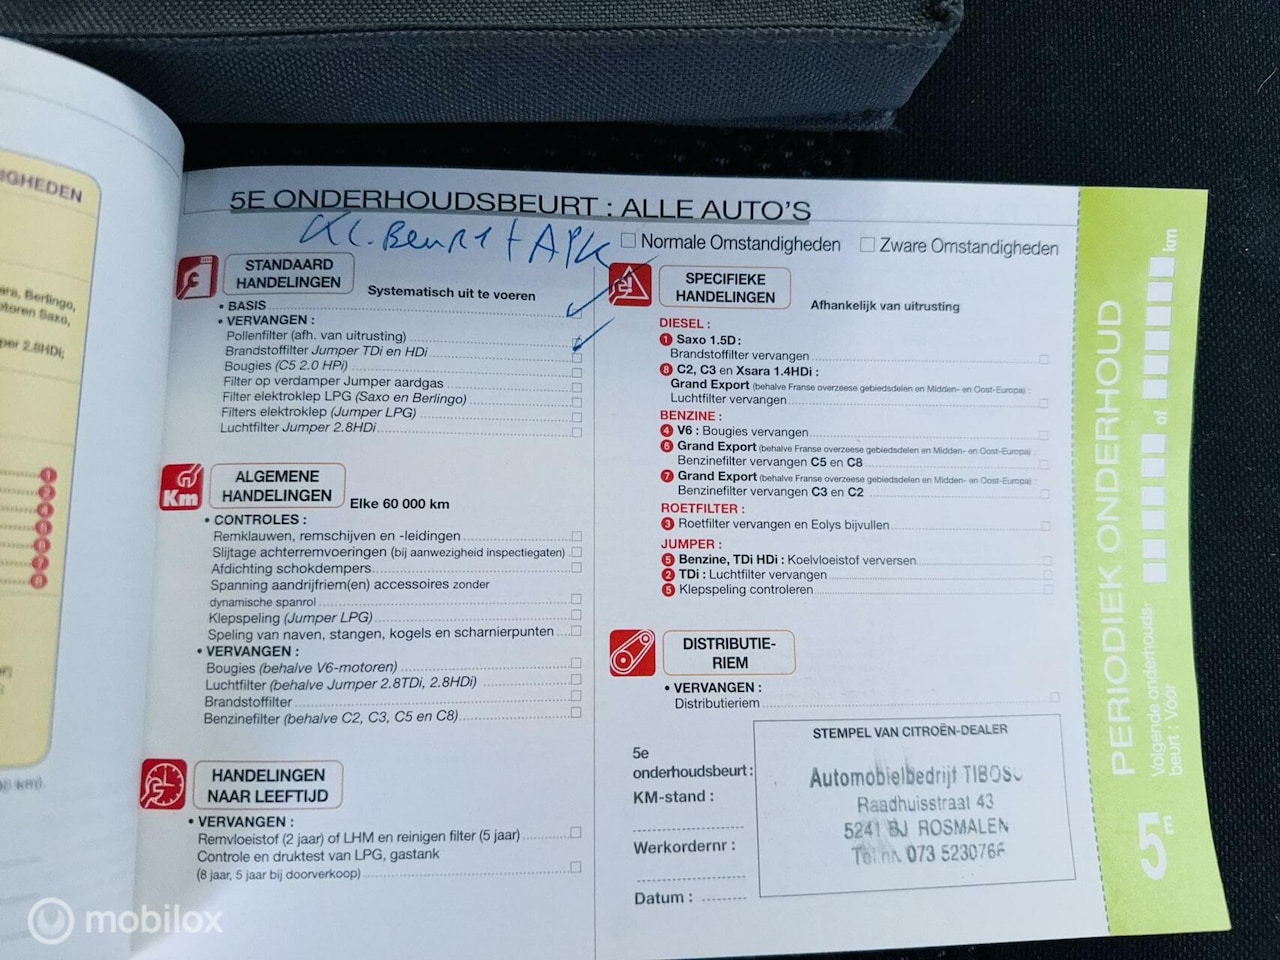 IGHEDEN
Berlingo,
Saxo,
2.8HDi;
5E ONDERHOUDSBEURT : ALLE AUTO'S
KL. BEURT + APK
Normale Omstandigheden
Zware Omstandigheden
STANDAARD
HANDELINGEN
Systematisch uit te voeren
• BASIS
• VERVANGEN :
Pollenfilter (afh. van uitrusting)
Brandstoffilter Jumper TDi en HDi
Bougies (C5 2.0 HPi)
Filter op verdamper Jumper aardgas
Filter elektroklep LPG (Saxo en Berlingo)
Filters elektroklep (Jumper LPG)
Luchtfilter Jumper 2.8HDi
Km
ALGEMENE
HANDELINGEN
Elke 60 000 km
• CONTROLES :
Remklauwen, remschijven en -leidingen
Slijtage achterremvoeringen (bij aanwezigheid inspectiegaten)
Afdichting schokdempers
Spanning aandrijfriem(en) accessoires zonder
dynamische spanrol
Klepspeling (Jumper LPG)
Speling van naven, stangen, kogels en scharnierpunten
• VERVANGEN :
Bougies (behalve V6-motoren)
Luchtfilter (behalve Jumper 2.8TDi, 2.8HDi)
Brandstoffilter
Benzinefilter (behalve C2, C3, C5 en C8)
HANDELINGEN
NAAR LEEFTIJD
• VERVANGEN :
Remvloeistof (2 jaar) of LHM en reinigen filter (5 jaar)
Controle en druktest van LPG, gastank
(8 jaar, 5 jaar bij doorverkoop)
SPECIFIEKE
HANDELINGEN
Afhankelijk van uitrusting
DIESEL :
1 Saxo 1.5D :
Brandstoffilter vervangen
8 C2, C3 en Xsara 1.4HDi :
Grand Export (behalve Franse overzeese gebiedsdelen en Midden- en Oost-Europa) :
Luchtfilter vervangen
BENZINE :
4 V6 : Bougies vervangen
6 Grand Export (behalve Franse overzeese gebiedsdelen en Midden- en Oost-Europa) :
Benzinefilter vervangen C5 en C8
7 Grand Export (behalve Franse overzeese gebiedsdelen en Midden- en Oost-Europa) :
Benzinefilter vervangen C3 en C2
ROETFILTER :
3 Roetfilter vervangen en Eolys bijvullen
JUMPER :
5 Benzine, TDi HDi : Koelvloeistof verversen
2 TDi : Luchtfilter vervangen
5 Klepspeling controleren
DISTRIBUTIE-
RIEM
• VERVANGEN :
Distributieriem
5e
onderhoudsbeurt :
KM-stand :
Werkordernr :
Datum :
STEMPEL VAN CITROËN-DEALER
Automobielbedrijt TIBOSC
Raadhuisstraat 43
5241 BJ ROSMALEN
Tel.nr. 073 5230766
PERIODIEK ONDERHOUD
Volgende onderhouds-
beurt : Vóór
of
km
5E
mobilox